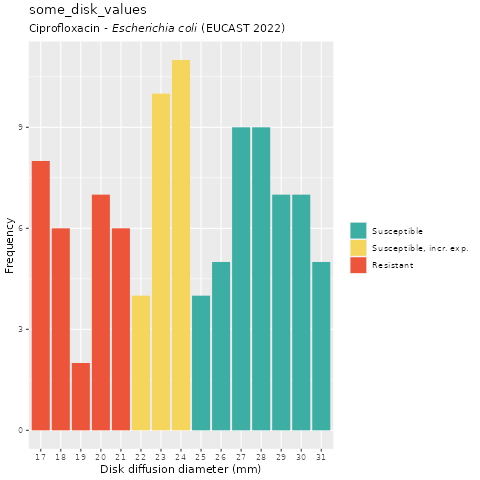 some_disk_values
Ciprofloxacin - Escherichia coli (EUCAST 2022)
Frequency
9
6
3
0
17 18 19 20 21 22 23 24 25 26 27 28 29 30 31
Disk diffusion diameter (mm)
Susceptible
Susceptible, incr. exp.
Resistant